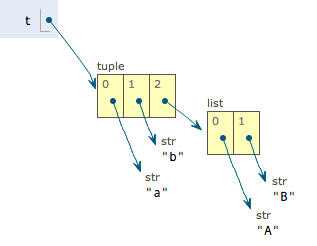 t
tuple
0 1 2
list
0 1
str
"b"
str
"a"
str
"B"
str
"A"